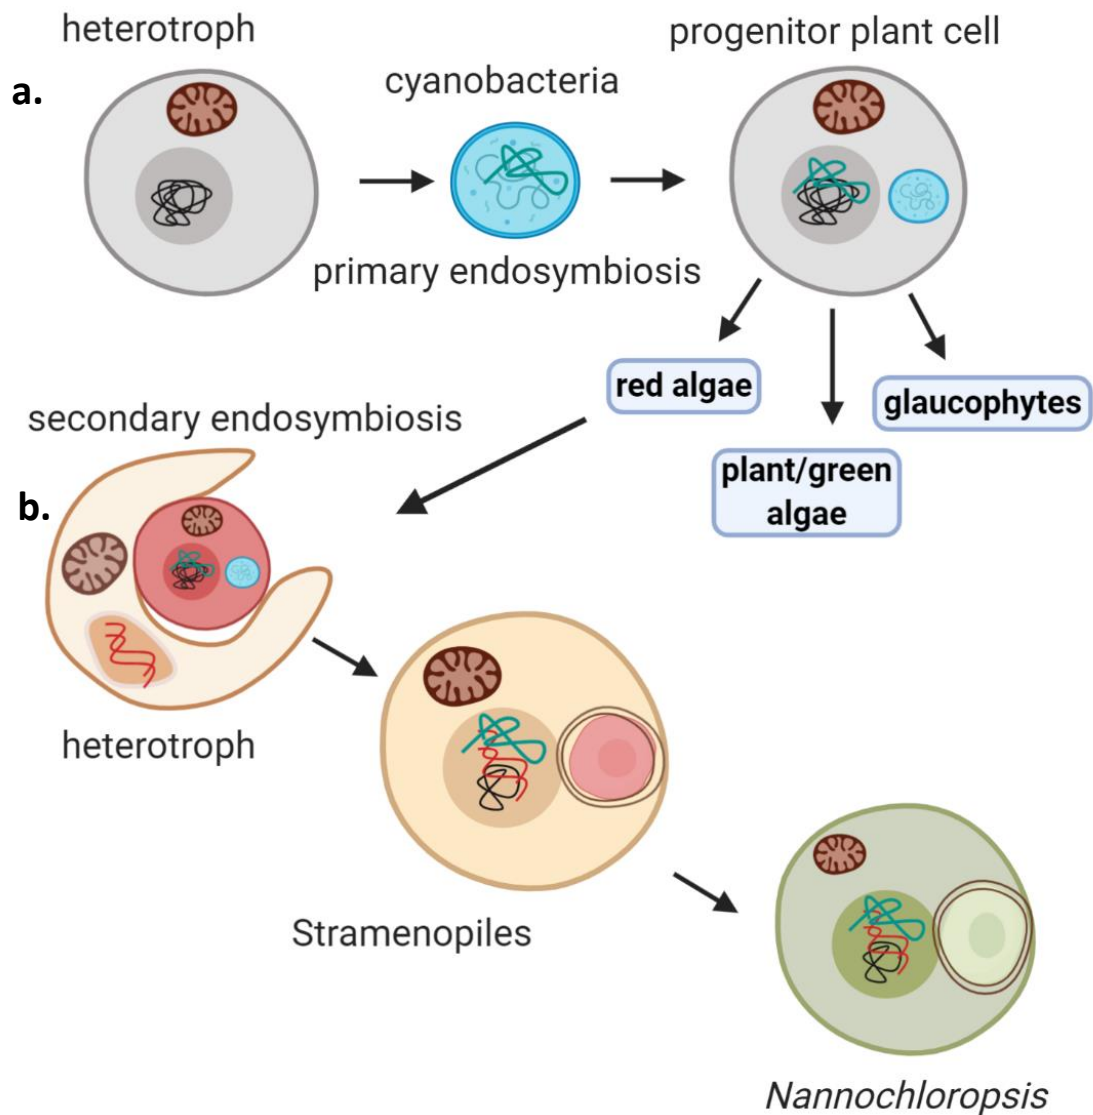 heterotroph
progenitor plant cell
a.
cyanobacteria
primary endosymbiosis
red algae
glaucophytes
secondary endosymbiosis
plant/green
algae
b.
heterotroph
Stramenopiles
Nannochloropsis